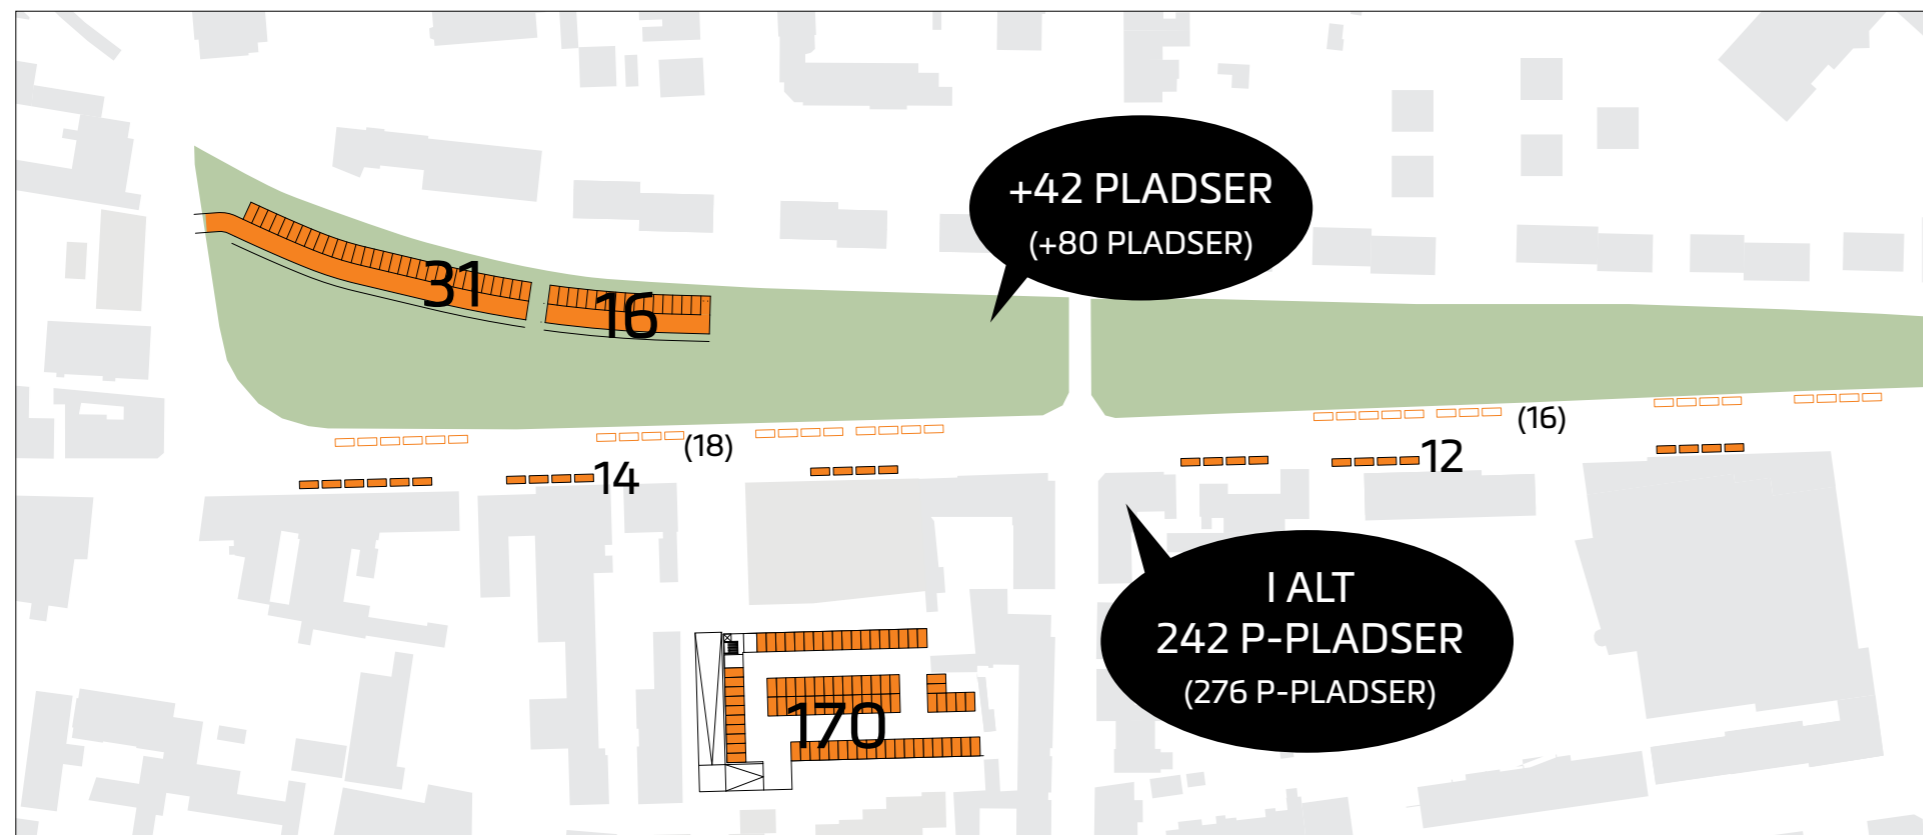 +42 PLADSER
(+80 PLADSER)
31
16
(18)
(16)
14
12
I ALT
242 P-PLADSER
(276 P-PLADSER)
170